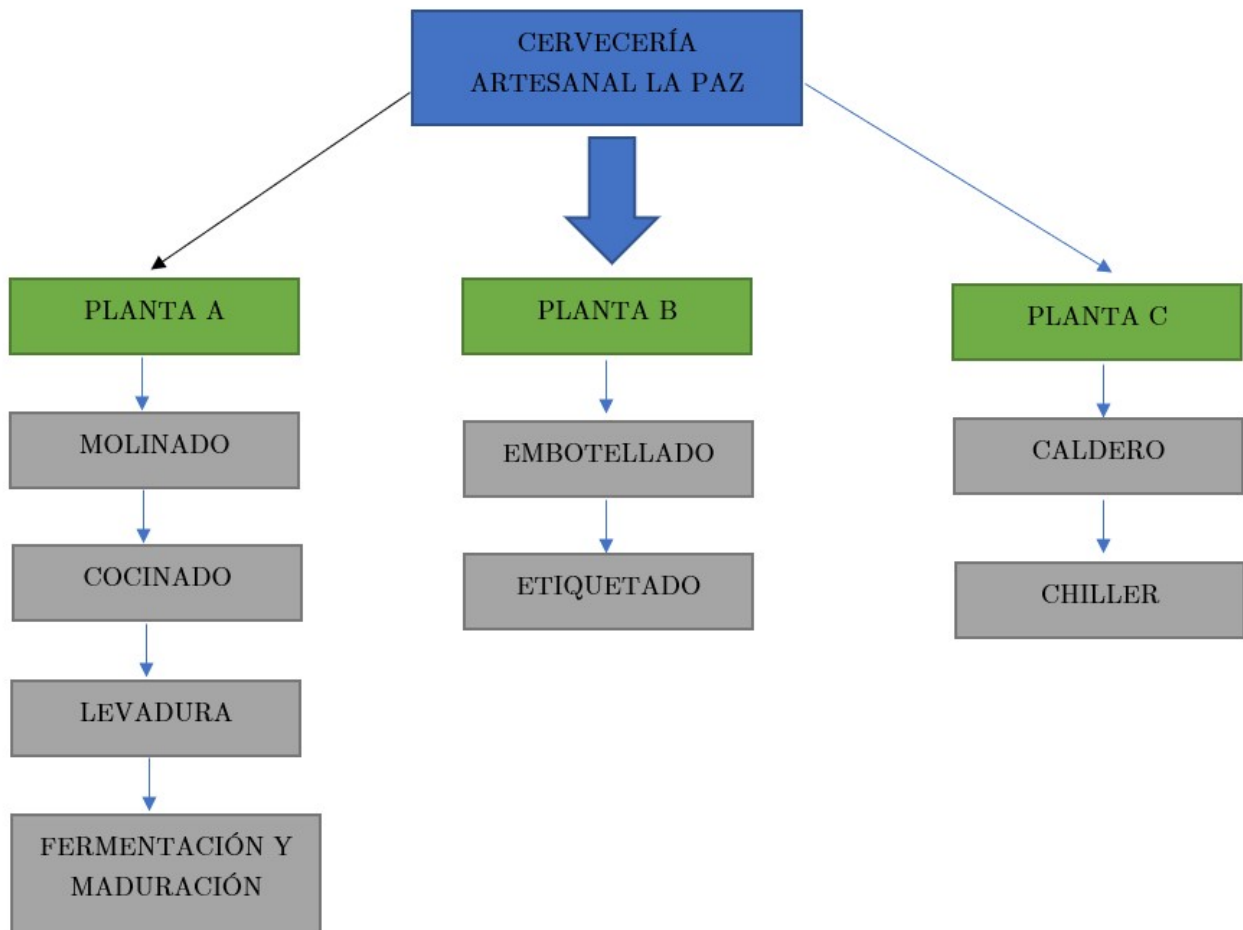 CERVECERÍA
ARTESANAL LA PAZ
PLANTA A
MOLINADO
COCINADO
LEVADURA
FERMENTACIÓN Y
MADURACIÓN
PLANTA B
EMBOTELLADO
ETIQUETADO
PLANTA C
CALDERO
CHILLER